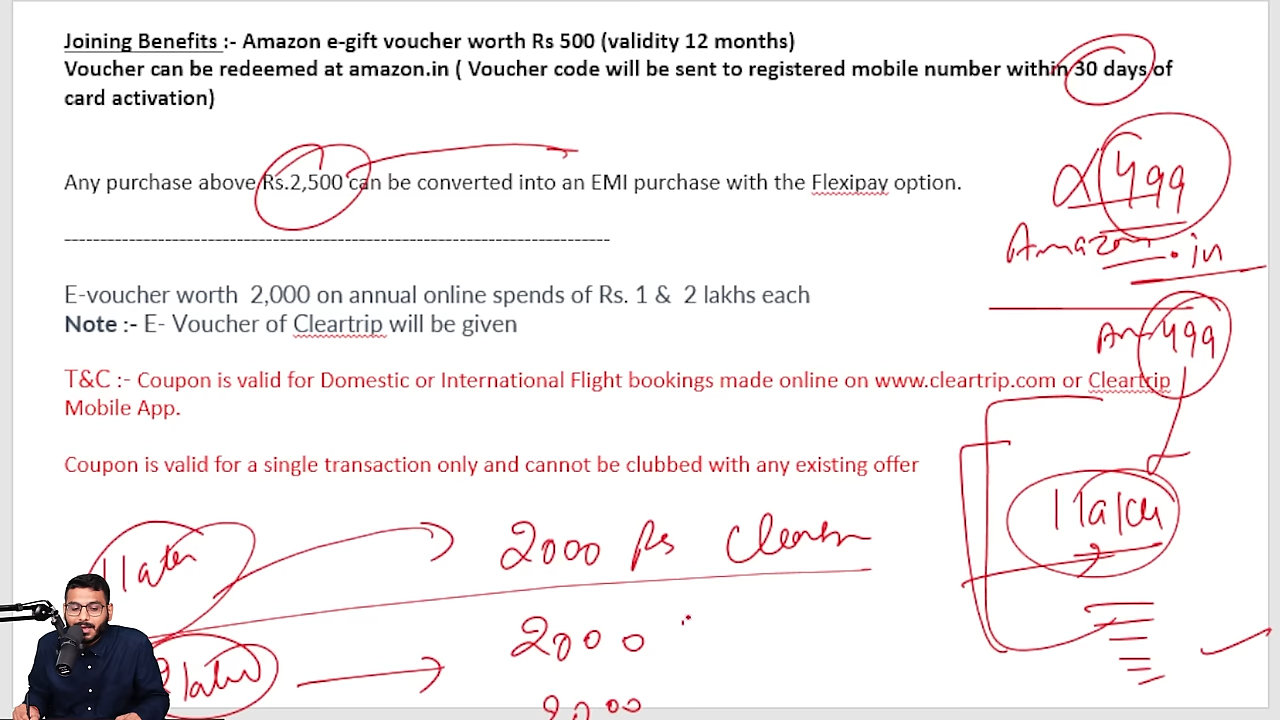 Joining Benefits :- Amazon e-gift voucher worth Rs 500 (validity 12 months)
Voucher can be redeemed at amazon.in ( Voucher code will be sent to registered mobile number within 30 days of
card activation)
499
Any purchase above Rs.2,500 can be converted into an EMI purchase with the Flexipay option.
Amazon.in
-----------------------------------------------------------------------------
E-voucher worth  2,000 on annual online spends of Rs. 1 &  2 lakhs each
Note :- E- Voucher of Cleartrip will be given
499
T&C :- Coupon is valid for Domestic or International Flight bookings made online on www.cleartrip.com or Cleartrip
Mobile App.
Coupon is valid for a single transaction only and cannot be clubbed with any existing offer
1 lakh
2000 Rs
2000
2000